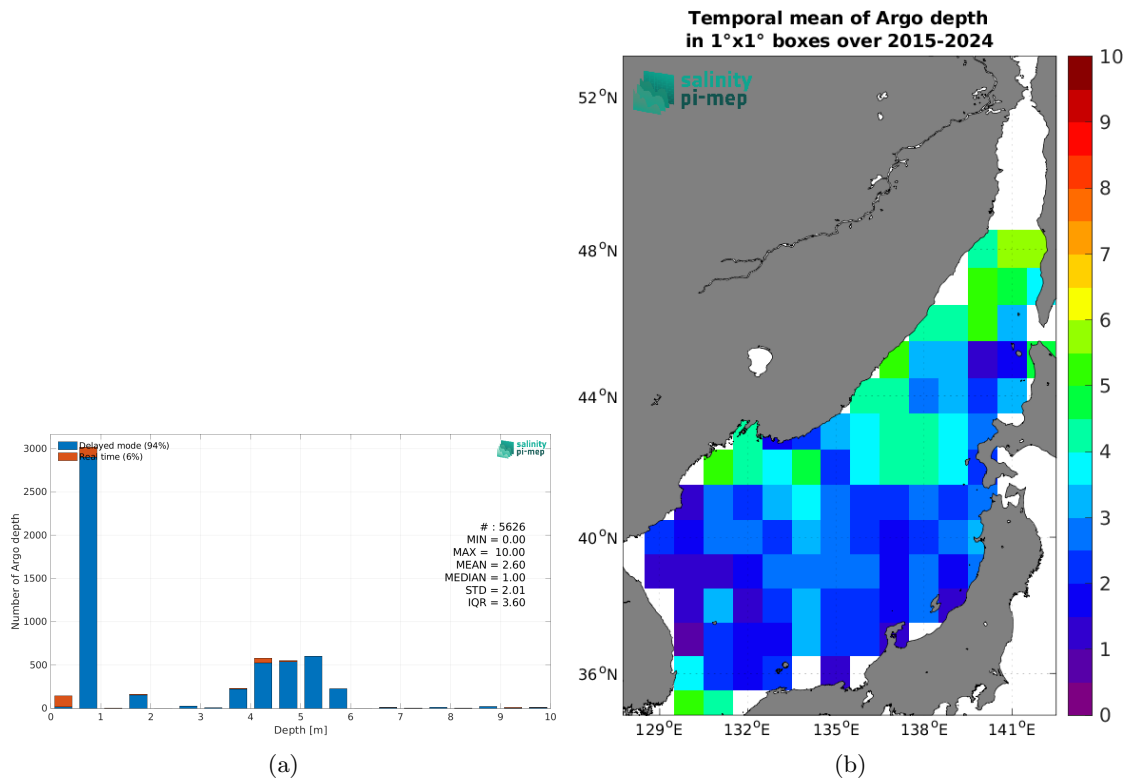 Temporal mean of Argo depth
in 1°x1° boxes over 2015-2024
salinity
pi-mep
52°N
48°N
44°N
40°N
36°N
129°E
132°E
135°E
138°E
141°E
10
9
8
7
6
5
4
3
2
1
0
Delayed mode (94%)
Real time (6%)
salinity
pi-mep
# : 5626
MIN = 0.00
MAX = 10.00
MEAN = 2.60
MEDIAN = 1.00
STD = 2.01
IQR = 3.60
Number of Argo depth
3000
2500
2000
1500
1000
500
0
0
1
2
3
4
5
6
7
8
9
10
Depth [m]
(a)
(b)